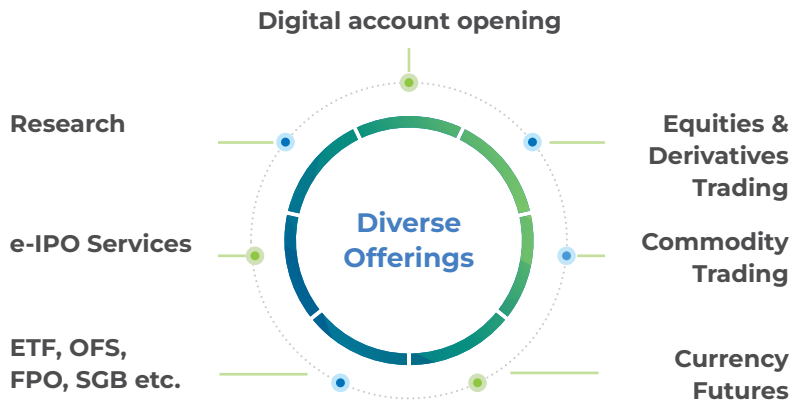 Digital account opening
Research
Equities &
Derivatives
Trading
Diverse
Offerings
e-IPO Services
Commodity
Trading
ETF, OFS,
FPO, SGB etc.
Currency
Futures